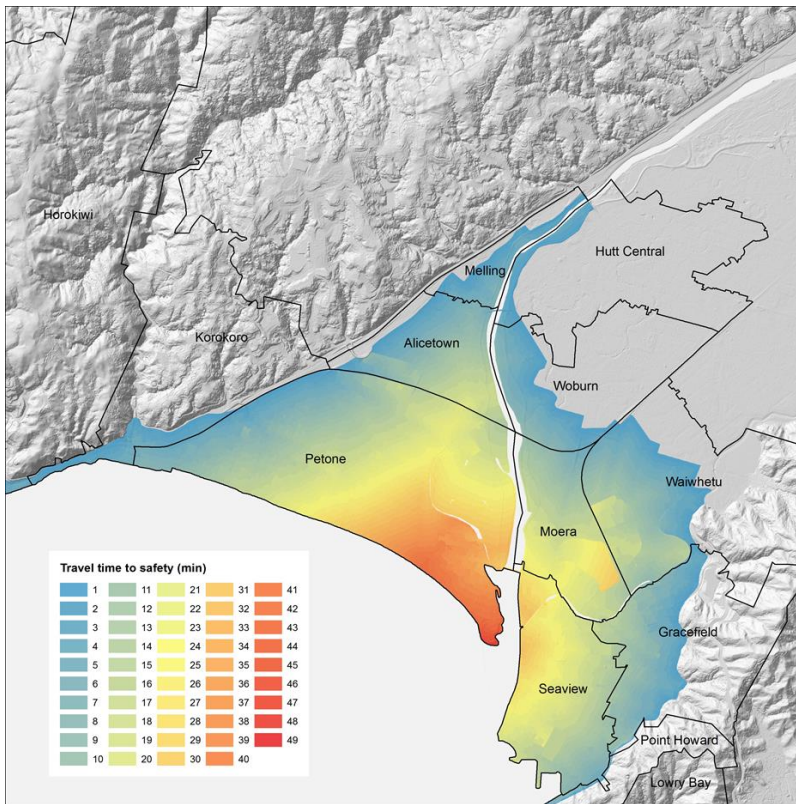 Horokiwi
Hutt Central
Melling
Korokoro
Alicetown
Woburn
Petone
Waiwhetu
Moera
Gracefield
Seaview
Point Howard
Lowry Bay
Travel time to safety (min)
1 11 21 31 41
2 12 22 32 42
3 13 23 33 43
4 14 24 34 44
5 15 25 35 45
6 16 26 36 46
7 17 27 37 47
8 18 28 38 48
9 19 29 39 49
10 20 30 40